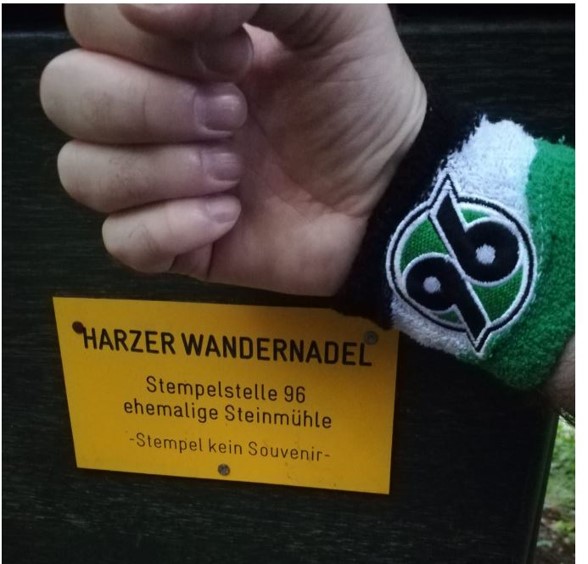 96
HARZER WANDERNADEL
Stempelstelle 96
ehemalige Steinmühle
-Stempel kein Souvenir-